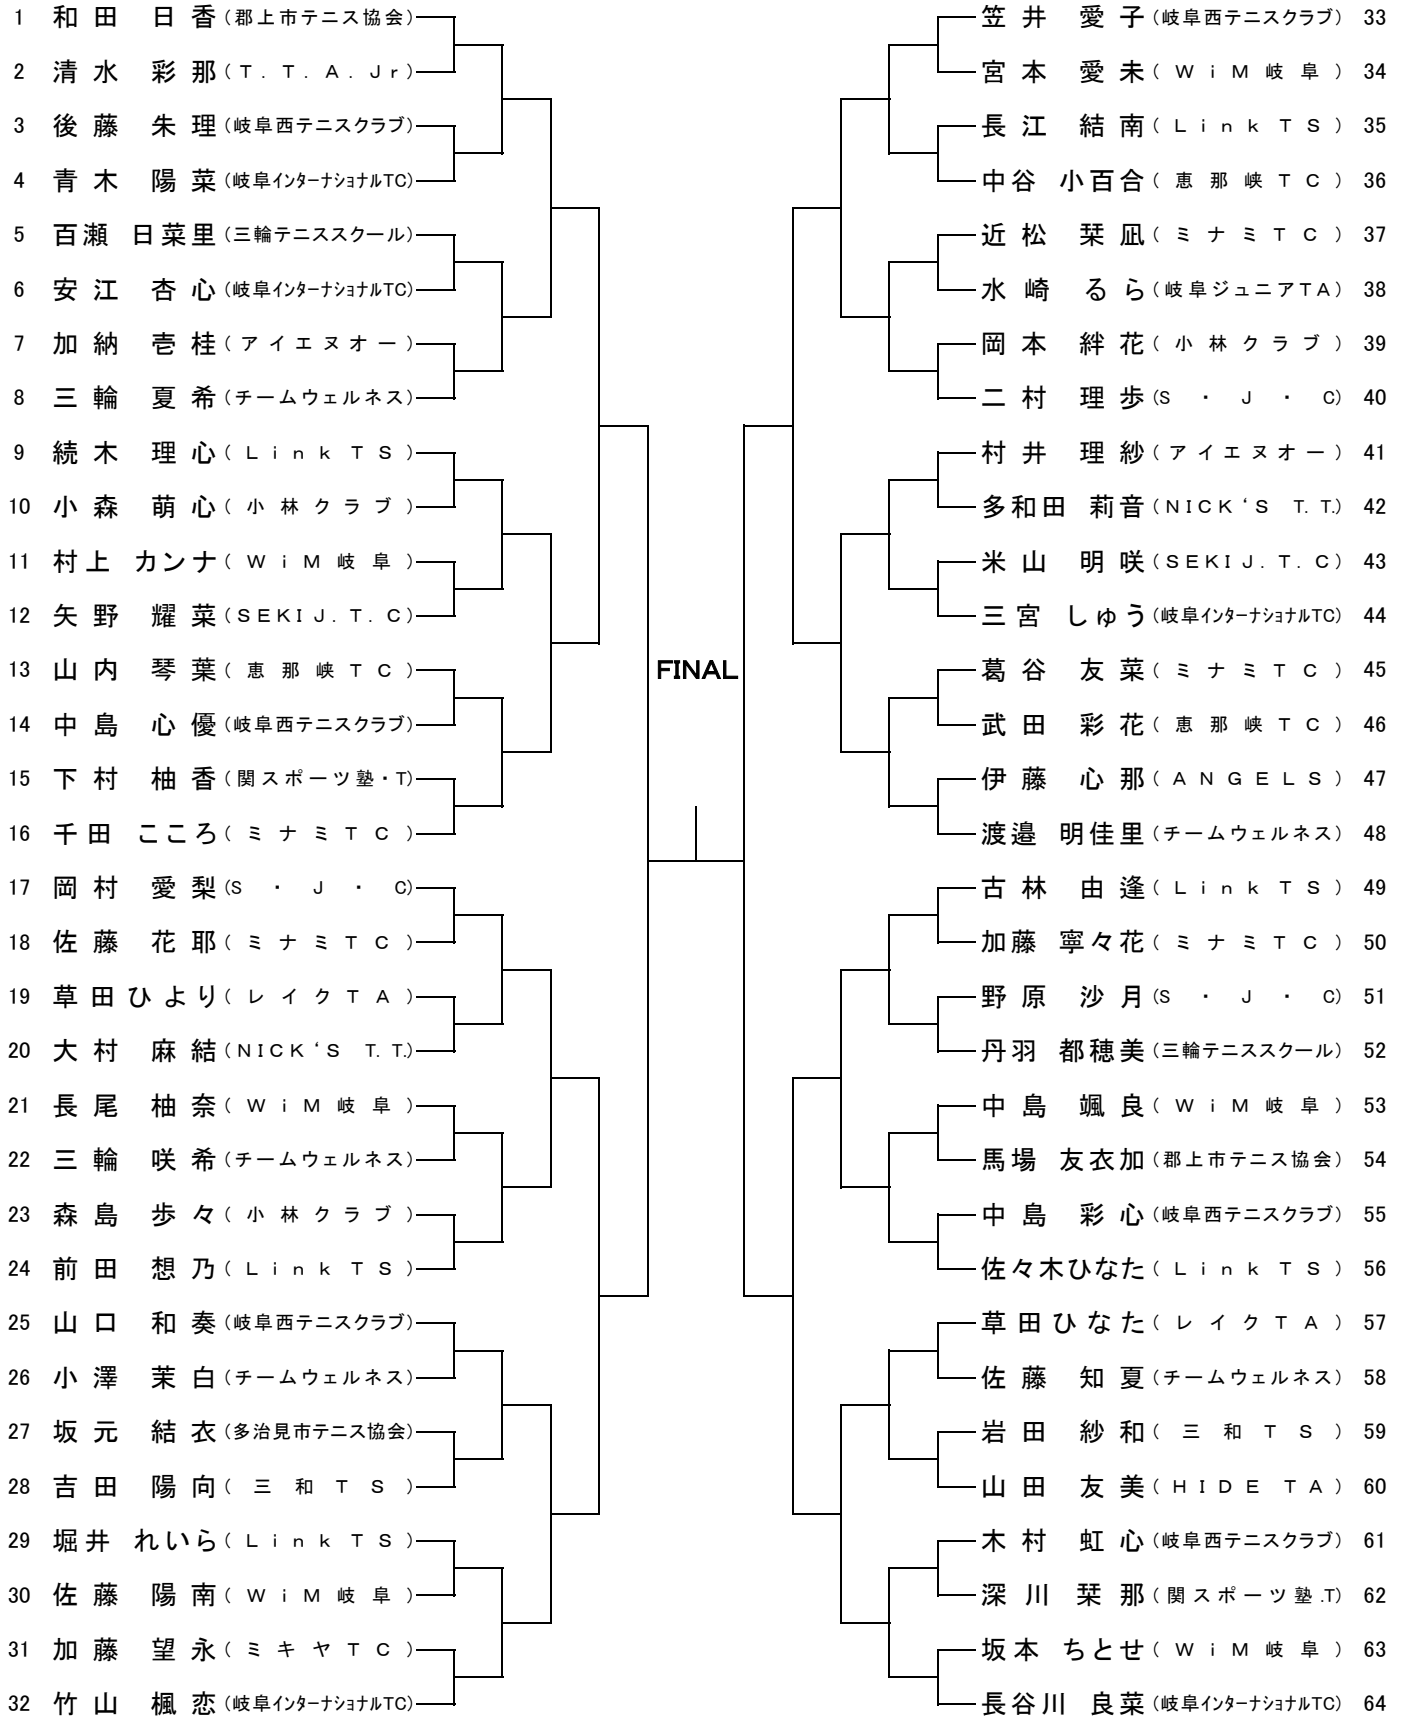 1 和田 日香 (郡上市テニス協会)
2 清水 彩那 (T.T.A.Jr)
3 後藤 朱理 (岐阜西テニスクラブ)
4 青木 陽菜 (岐阜インターナショナルTC)
5 百瀬 日菜里 (三輪テニススクール)
6 安江 杏心 (岐阜インターナショナルTC)
7 加納 壱桂 (アイエヌオー)
8 三輪 夏希 (チームウェルネス)
9 続木 理心 (Link TS)
10 小森 萌心 (小林クラブ)
11 村上 カンナ (WiM岐阜)
12 矢野 耀菜 (SEKI J.T.C)
13 山内 琴葉 (恵那峡TC)
14 中島 心優 (岐阜西テニスクラブ)
15 下村 柚香 (関スポーツ塾・T)
16 千田 こころ (ミナミTC)
17 岡村 愛梨 (S・J・C)
18 佐藤 花耶 (ミナミTC)
19 草田 ひより (レイクTA)
20 大村 麻結 (NICK‘S T.T.)
21 長尾 柚奈 (WiM岐阜)
22 三輪 咲希 (チームウェルネス)
23 森島 歩々 (小林クラブ)
24 前田 想乃 (Link TS)
25 山口 和奏 (岐阜西テニスクラブ)
26 小澤 茉白 (チームウェルネス)
27 坂元 結衣 (多治見市テニス協会)
28 吉田 陽向 (三和TS)
29 堀井 れいら (Link TS)
30 佐藤 陽南 (WiM岐阜)
31 加藤 望永 (ミキヤTC)
32 竹山 楓恋 (岐阜インターナショナルTC)
FINAL
笠井 愛子 (岐阜西テニスクラブ) 33
宮本 愛未 (WiM岐阜) 34
長江 結南 (Link TS) 35
中谷 小百合 (恵那峡TC) 36
近松 栞凪 (ミナミTC) 37
水崎 るら (岐阜ジュニアTA) 38
岡本 絆花 (小林クラブ) 39
二村 理歩 (S・J・C) 40
村井 理紗 (アイエヌオー) 41
多和田 莉音 (NICK‘S T.T.) 42
米山 明咲 (SEKI J.T.C) 43
三宮 しゅう (岐阜インターナショナルTC) 44
葛谷 友菜 (ミナミTC) 45
武田 彩花 (恵那峡TC) 46
伊藤 心那 (ANGELS) 47
渡邉 明佳里 (チームウェルネス) 48
古林 由逢 (Link TS) 49
加藤 寧々花 (ミナミTC) 50
野原 沙月 (S・J・C) 51
丹羽 都穂美 (三輪テニススクール) 52
中島 颯良 (WiM岐阜) 53
馬場 友衣加 (郡上市テニス協会) 54
中島 彩心 (岐阜西テニスクラブ) 55
佐々木ひなた (Link TS) 56
草田 ひなた (レイクTA) 57
佐藤 知夏 (チームウェルネス) 58
岩田 紗和 (三和TS) 59
山田 友美 (HIDE TA) 60
木村 虹心 (岐阜西テニスクラブ) 61
深川 栞那 (関スポーツ塾.T) 62
坂本 ちとせ (WiM岐阜) 63
長谷川 良菜 (岐阜インターナショナルTC) 64